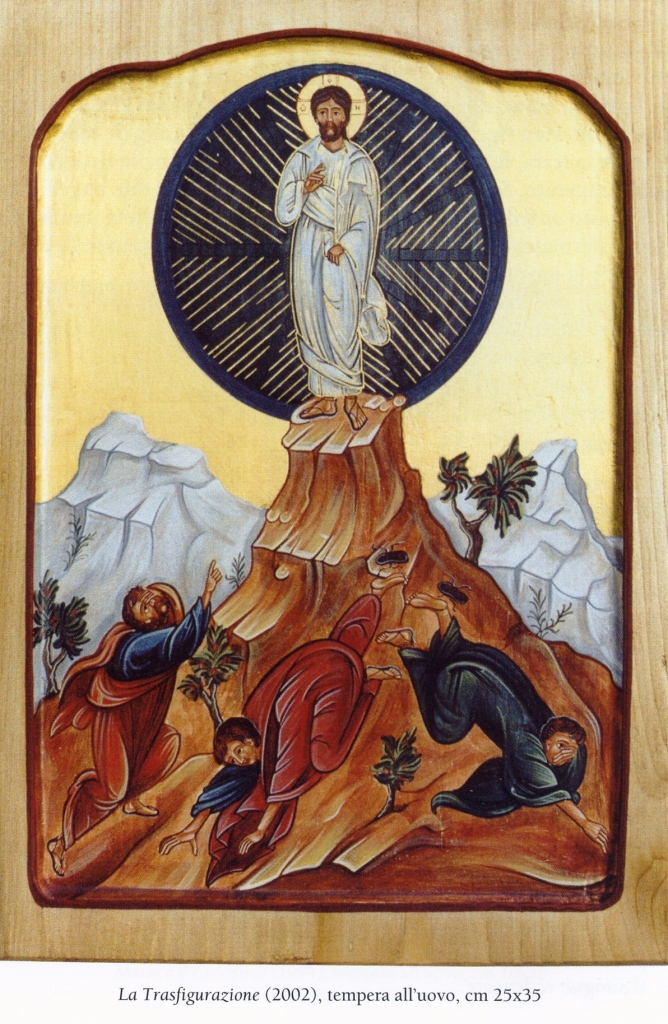 La Trasfigurazione (2002), tempera all'uovo, cm 25x35